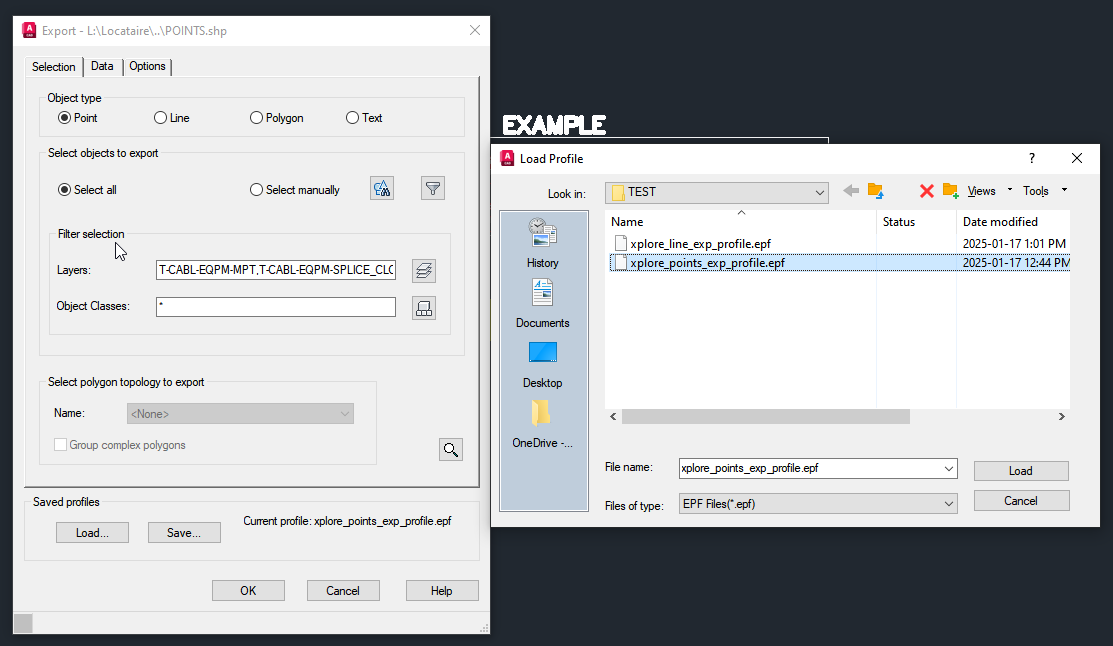 Export - L:\Locataire\..\POINTS.shp
Selection Data Options
Object type
Point Line Polygon Text
Select objects to export
Select all Select manually
Filter selection
Layers: T-CABL-EQPM-MPT,T-CABL-EQPM-SPLICE_CLO
Object Classes: *
Select polygon topology to export
Name: <None>
Group complex polygons
Saved profiles
Load... Save... Current profile: xplore_points_exp_profile.epf
OK Cancel Help
EXAMPLE
Load Profile ?
Look in: TEST Views Tools
Name Status Date modified
xplore_line_exp_profile.epf 2025-01-17 1:01 PM
xplore_points_exp_profile.epf 2025-01-17 12:44 PM
History
Documents
Desktop
OneDrive -...
File name: xplore_points_exp_profile.epf Load
Files of type: EPF Files(*.epf) Cancel